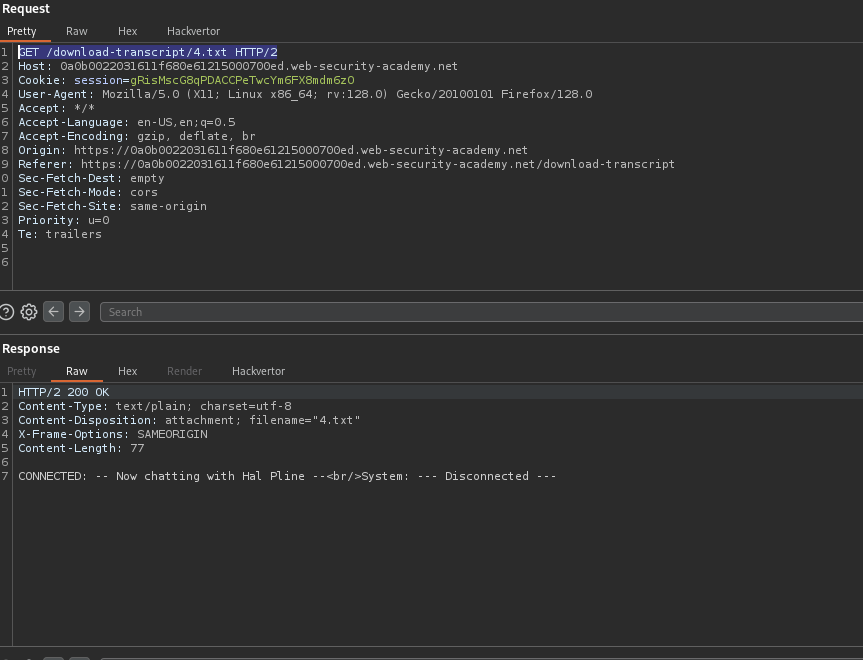 Request
Pretty Raw Hex Hackvertor
1 GET /download-transcript/4.txt HTTP/2
2 Host: 0a0b0022031611f680e61215000700ed.web-security-academy.net
3 Cookie: session=gRisMscG8qPDACCPeTwcYm6FX8mdm6zO
4 User-Agent: Mozilla/5.0 (X11; Linux x86_64; rv:128.0) Gecko/20100101 Firefox/128.0
5 Accept: */*
6 Accept-Language: en-US,en;q=0.5
7 Accept-Encoding: gzip, deflate, br
8 Origin: https://0a0b0022031611f680e61215000700ed.web-security-academy.net
9 Referer: https://0a0b0022031611f680e61215000700ed.web-security-academy.net/download-transcript
0 Sec-Fetch-Dest: empty
1 Sec-Fetch-Mode: cors
2 Sec-Fetch-Site: same-origin
3 Priority: u=0
4 Te: trailers
5
6
Search
Response
Pretty Raw Hex Render Hackvertor
1 HTTP/2 200 OK
2 Content-Type: text/plain; charset=utf-8
3 Content-Disposition: attachment; filename="4.txt"
4 X-Frame-Options: SAMEORIGIN
5 Content-Length: 77
6
7 CONNECTED: -- Now chatting with Hal Pline --<br/>System: --- Disconnected ---